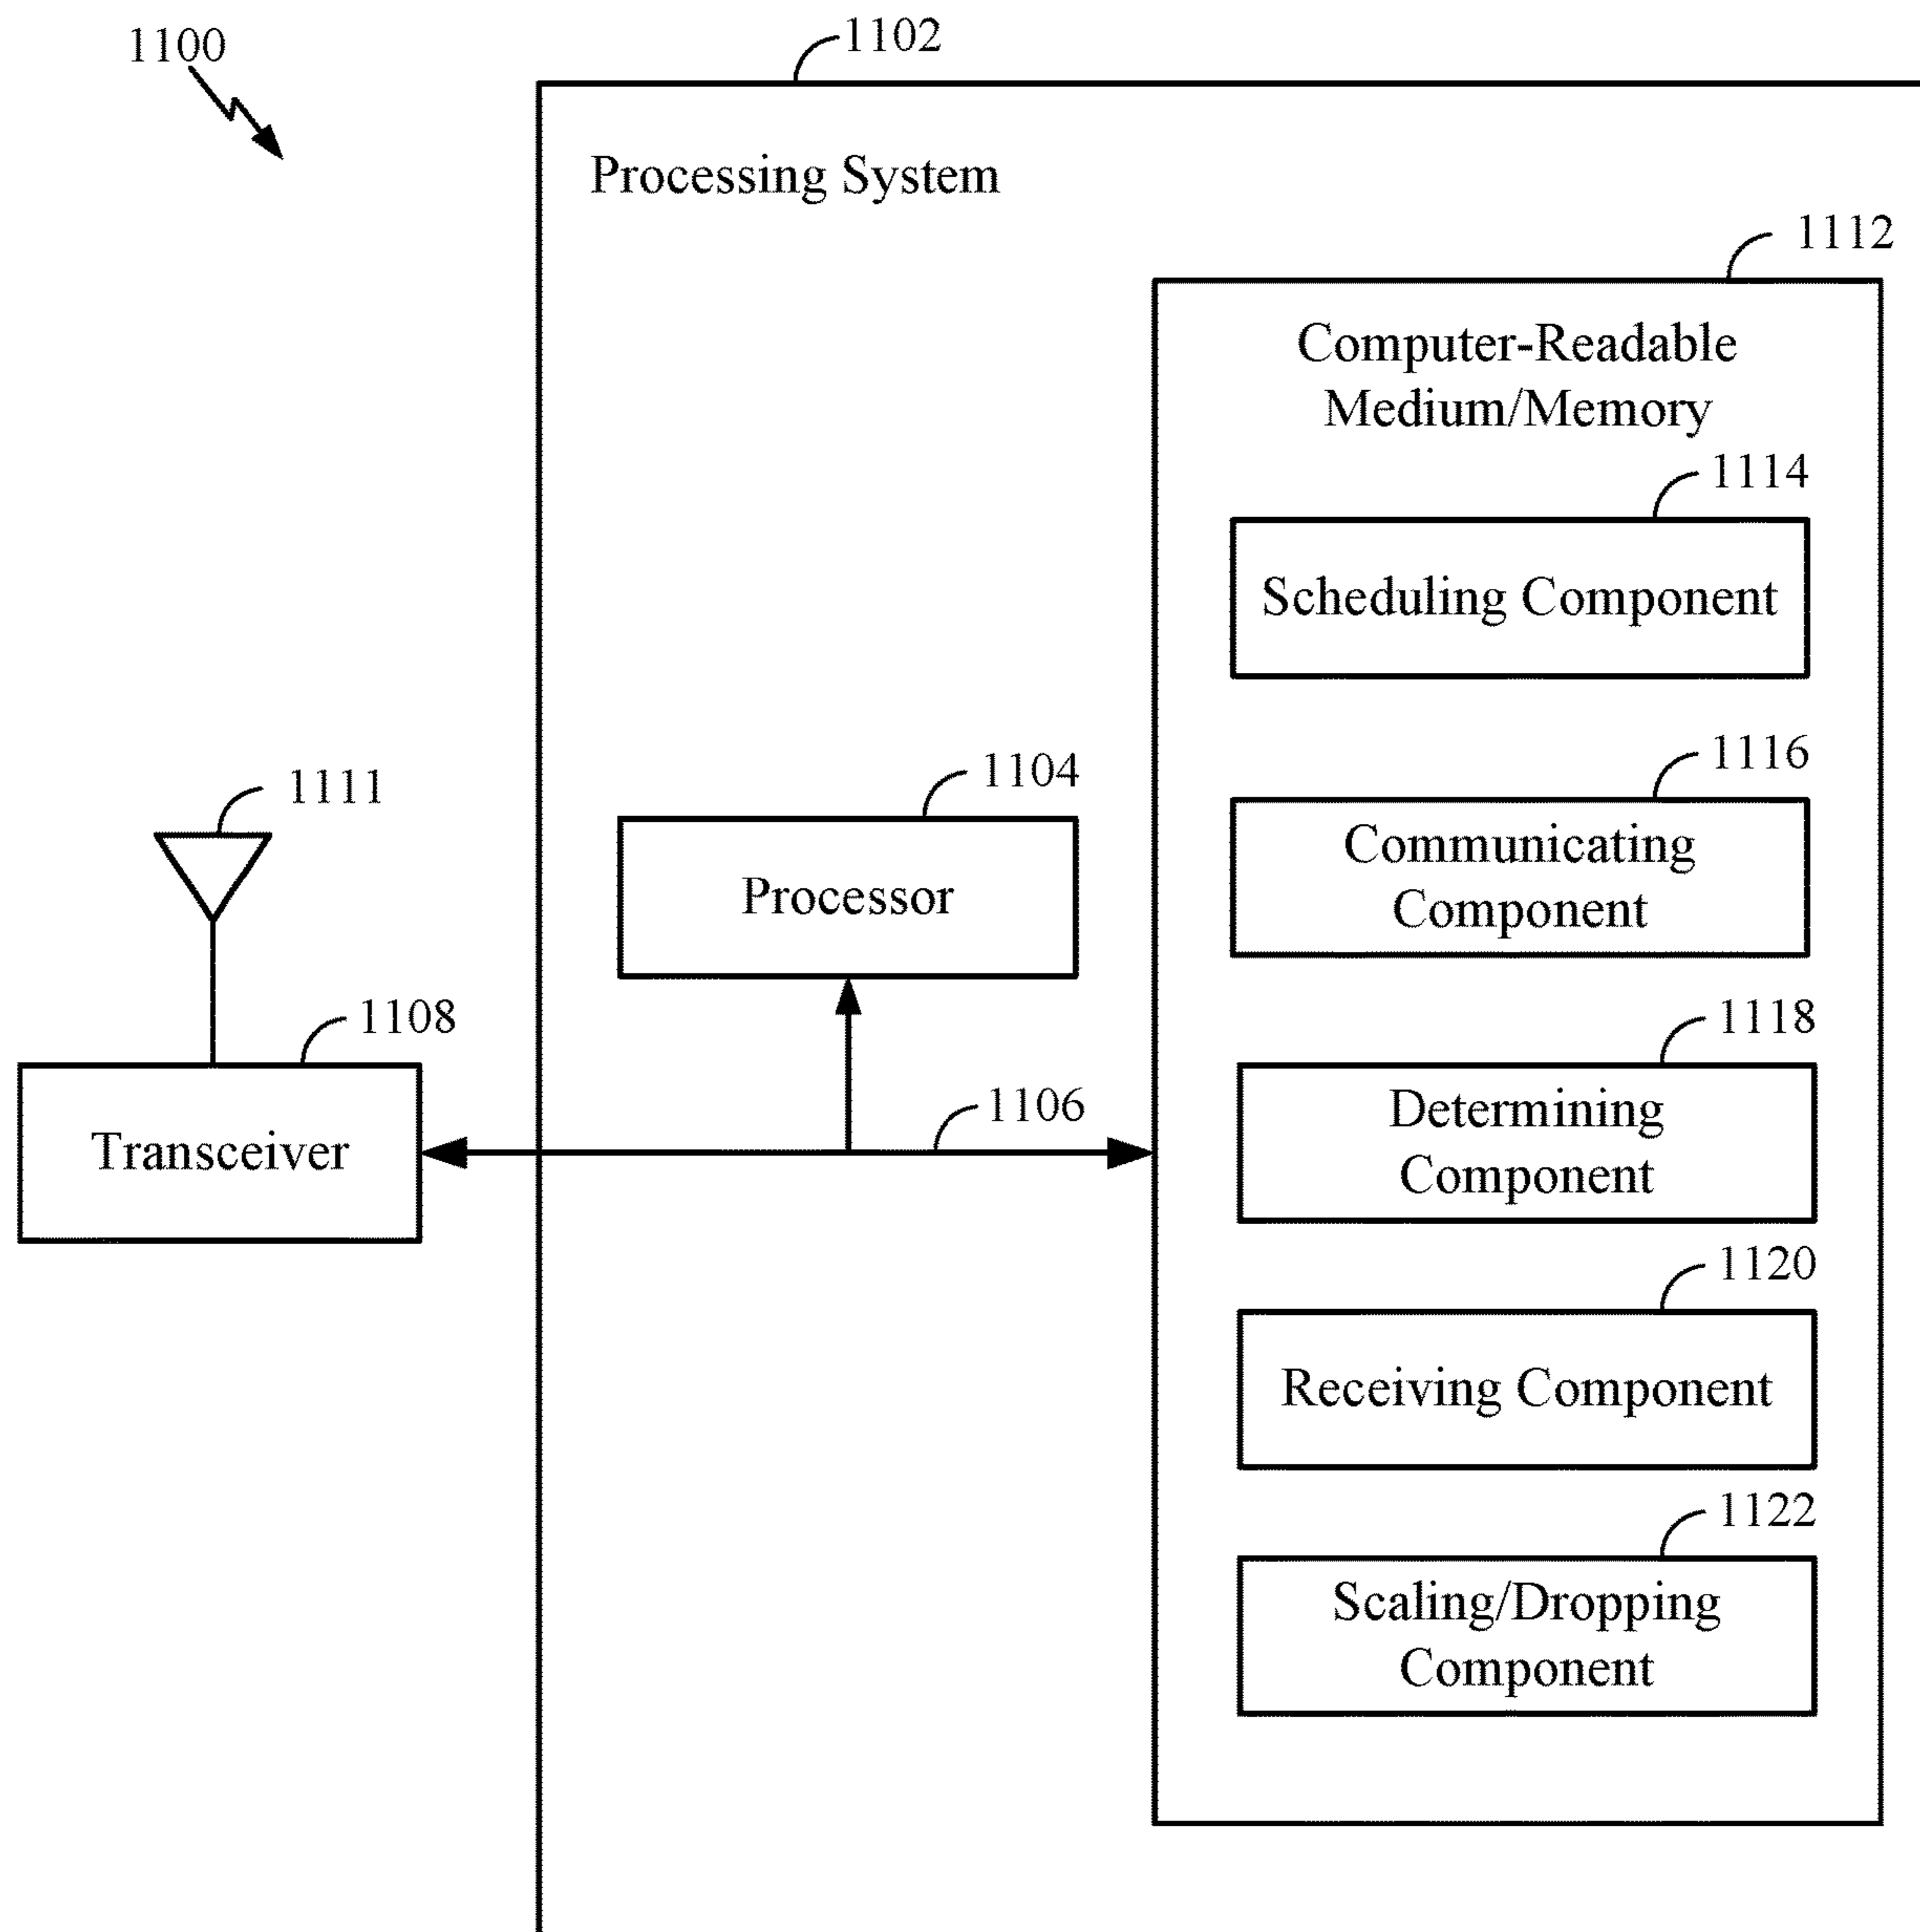 1100
1102
Processing System
1112
Computer-Readable
Medium/Memory
1114
Scheduling Component
1104
1116
Processor
Communicating
Component
1111
1108
Transceiver
1106
1118
Determining
Component
1120
Receiving Component
1122
Scaling/Dropping
Component